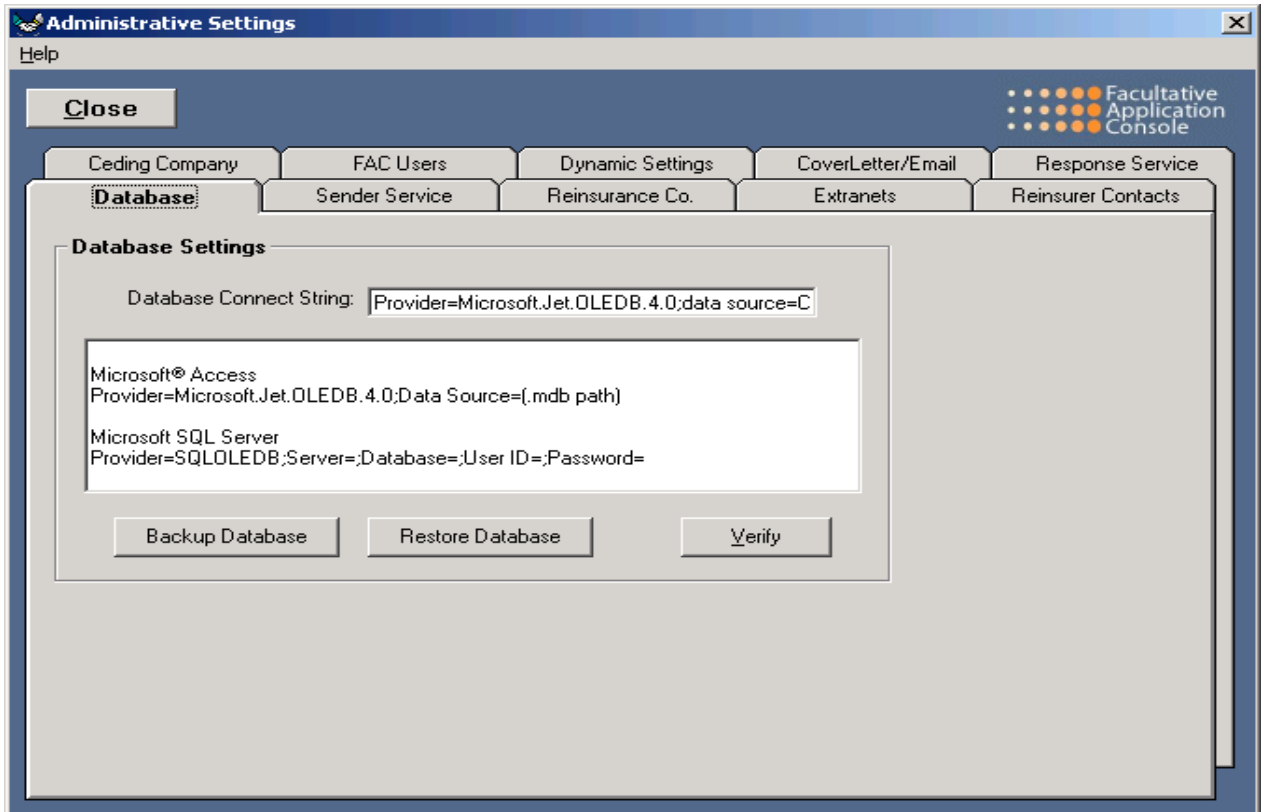 Administrative Settings
Help
Close
Facultative
Application
Console
Ceding Company FAC Users Dynamic Settings CoverLetter/Email Response Service
Database Sender Service Reinsurance Co. Extranets Reinsurer Contacts
Database Settings
Database Connect String: Provider=Microsoft.Jet.OLEDB.4.0;data source=C
Microsoft® Access
Provider=Microsoft.Jet.OLEDB.4.0;Data Source=(.mdb path)
Microsoft SQL Server
Provider=SQLOLEDB;Server=;Database=;User ID=;Password=
Backup Database Restore Database Verify